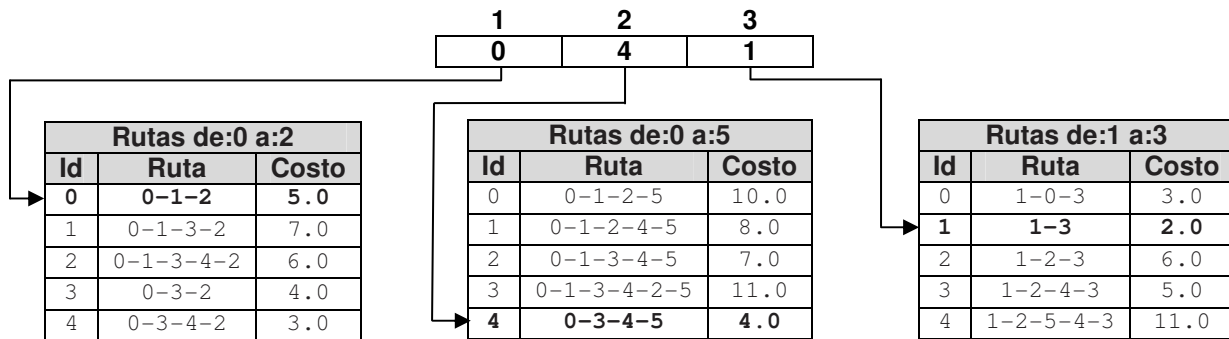 1 2 3
0 4 1
Rutas de:0 a:2
Id Ruta Costo
0 0-1-2 5.0
1 0-1-3-2 7.0
2 0-1-3-4-2 6.0
3 0-3-2 4.0
4 0-3-4-2 3.0
Rutas de:0 a:5
Id Ruta Costo
0 0-1-2-5 10.0
1 0-1-2-4-5 8.0
2 0-1-3-4-5 7.0
3 0-1-3-4-2-5 11.0
4 0-3-4-5 4.0
Rutas de:1 a:3
Id Ruta Costo
0 1-0-3 3.0
1 1-3 2.0
2 1-2-3 6.0
3 1-2-4-3 5.0
4 1-2-5-4-3 11.0